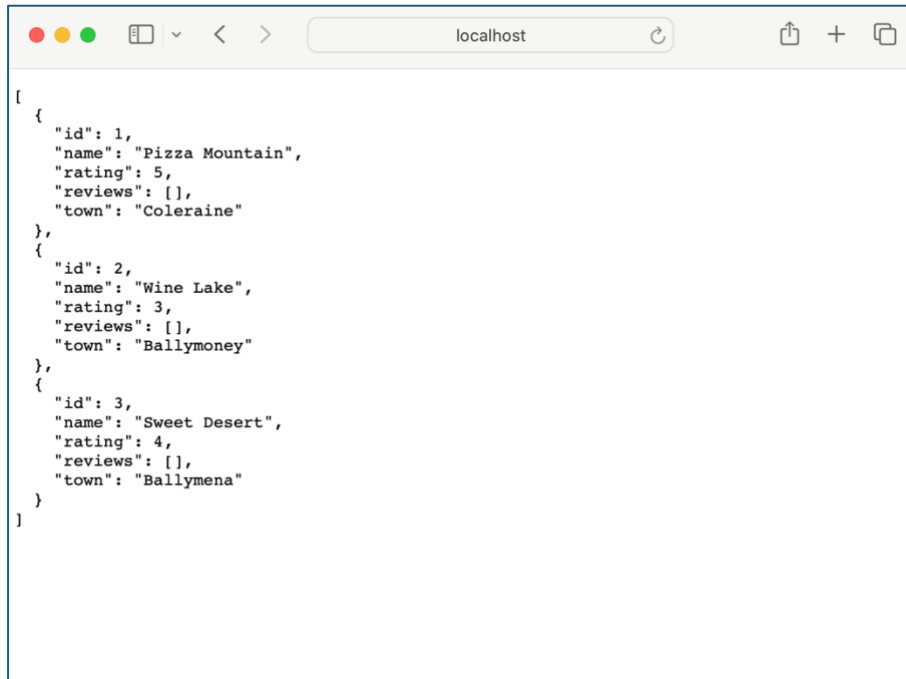 localhost
[
  {
    "id": 1,
    "name": "Pizza Mountain",
    "rating": 5,
    "reviews": [],
    "town": "Coleraine"
  },
  {
    "id": 2,
    "name": "Wine Lake",
    "rating": 3,
    "reviews": [],
    "town": "Ballymoney"
  },
  {
    "id": 3,
    "name": "Sweet Desert",
    "rating": 4,
    "reviews": [],
    "town": "Ballymena"
  }
]